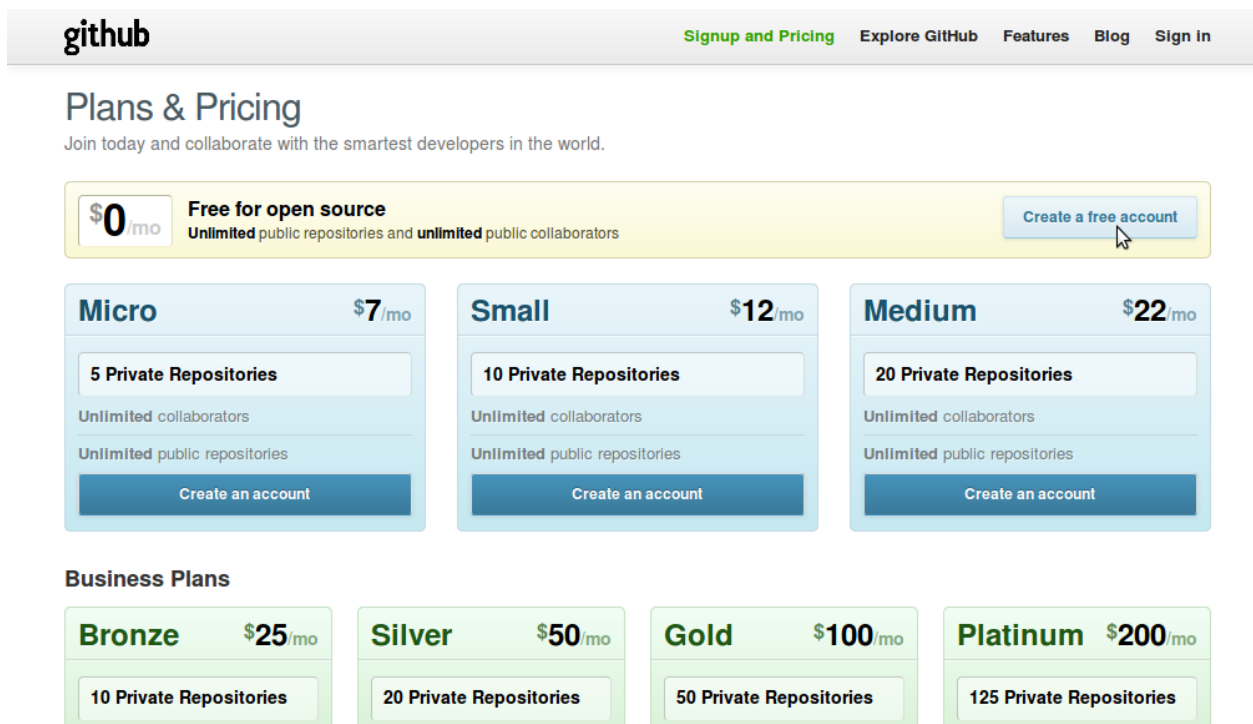 github
Signup and Pricing Explore GitHub Features Blog Sign in
Plans & Pricing
Join today and collaborate with the smartest developers in the world.
$0/mo
Free for open source
Unlimited public repositories and unlimited public collaborators
Create a free account
Micro $7/mo
5 Private Repositories
Unlimited collaborators
Unlimited public repositories
Create an account
Small $12/mo
10 Private Repositories
Unlimited collaborators
Unlimited public repositories
Create an account
Medium $22/mo
20 Private Repositories
Unlimited collaborators
Unlimited public repositories
Create an account
Business Plans
Bronze $25/mo
10 Private Repositories
Silver $50/mo
20 Private Repositories
Gold $100/mo
50 Private Repositories
Platinum $200/mo
125 Private Repositories